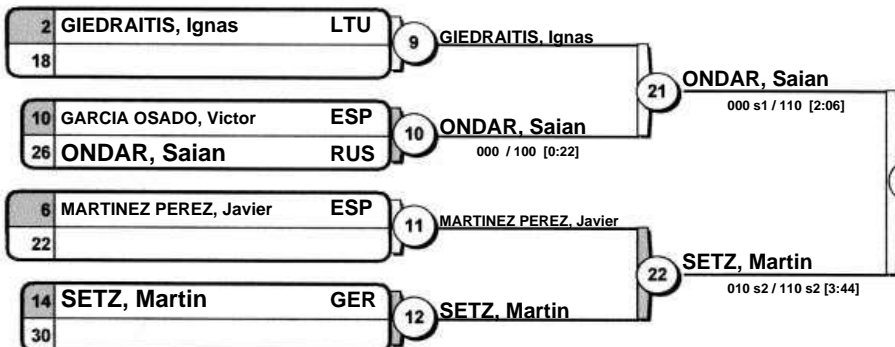 2 GIEDRAITIS, Ignas LTU
18
9
GIEDRAITIS, Ignas
10 GARCIA OSADO, Victor ESP
26 ONDAR, Saian RUS
10
ONDAR, Saian
000 / 100 [0:22]
21
ONDAR, Saian
000 s1 / 110 [2:06]
6 MARTINEZ PEREZ, Javier ESP
22
11
MARTINEZ PEREZ, Javier
14 SETZ, Martin GER
30
12
SETZ, Martin
22
SETZ, Martin
010 s2 / 110 s2 [3:44]